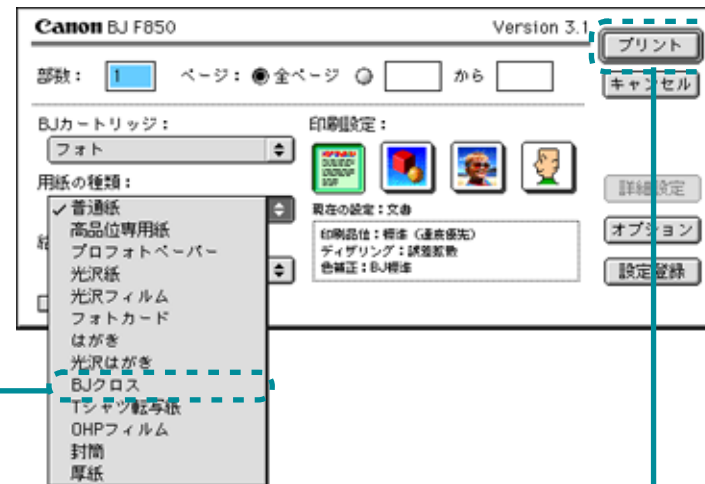 Canon BJ F850 Version 3.1
プリント
部数： 1 ページ： 全ページ から
キャンセル
BJカートリッジ： 印刷設定：
フォト
用紙の種類：
詳細設定
✓普通紙
現在の設定：文書
高品位専用紙
印刷品位：標準（速度優先）
オプション
プロフォトペーパー
ディザリング：誤差拡散
光沢紙
色補正：BJ標準
設定登録
光沢フィルム
フォトカード
はがき
光沢はがき
BJクロス
Tシャツ転写紙
OHPフィルム
封筒
厚紙